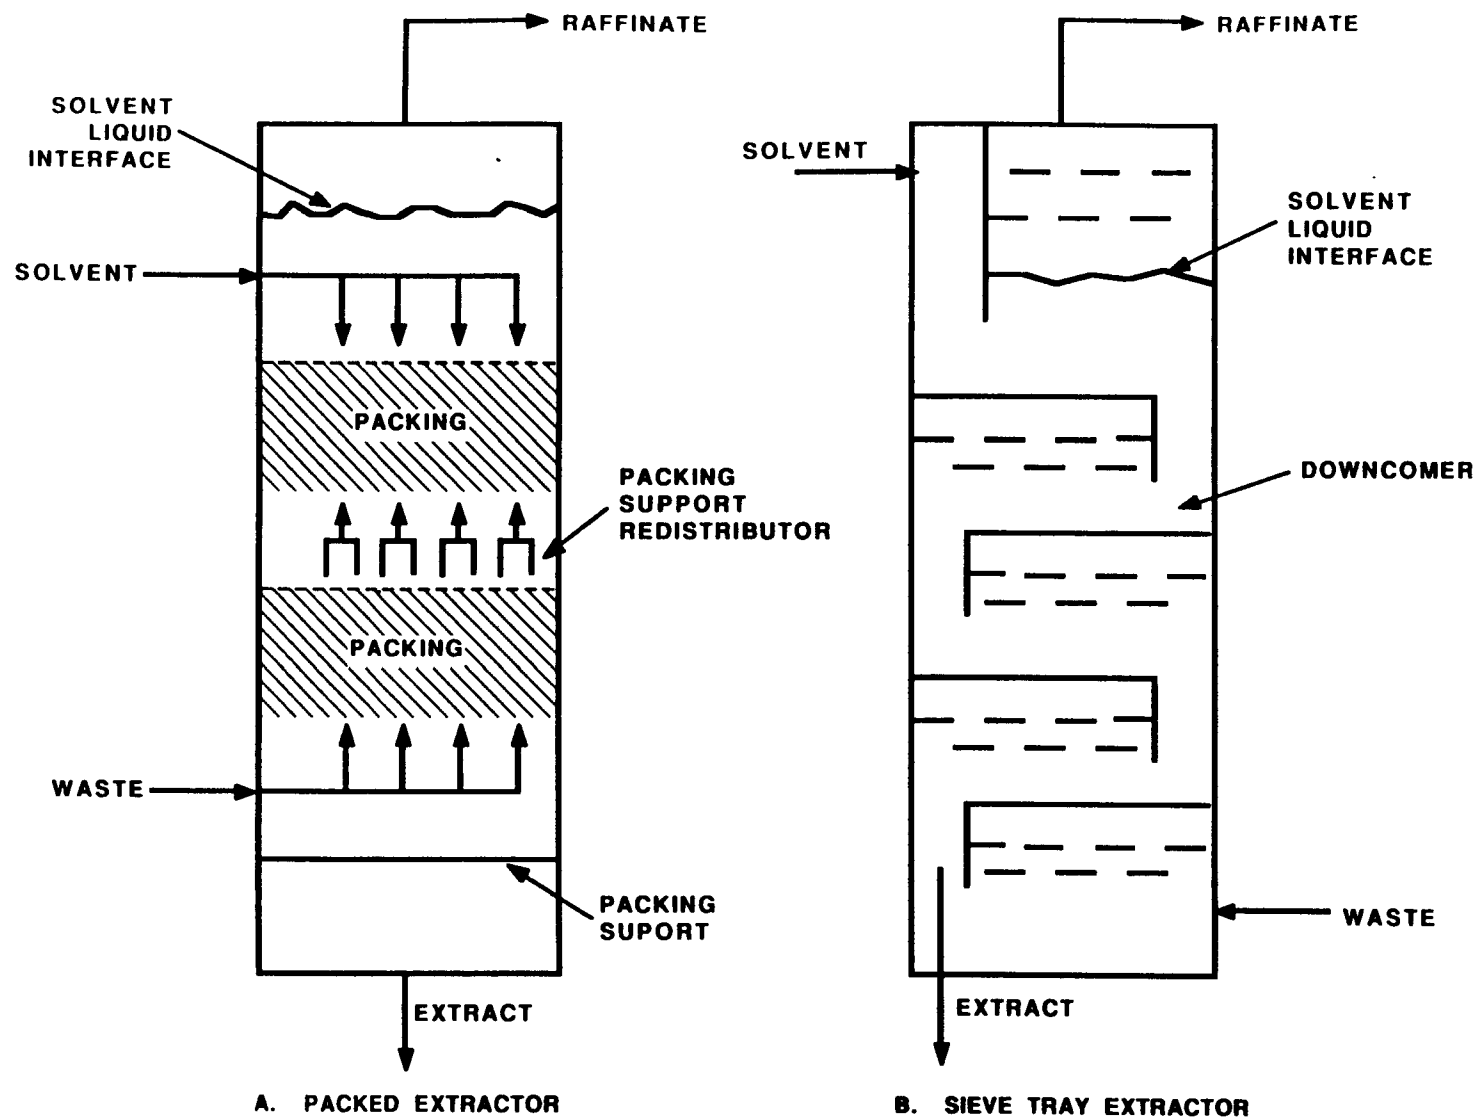 RAFFINATE
SOLVENT
LIQUID
INTERFACE
SOLVENT
PACKING
PACKING
SUPPORT
REDISTRIBUTOR
PACKING
WASTE
PACKING
SUPORT
EXTRACT
A. PACKED EXTRACTOR
RAFFINATE
SOLVENT
SOLVENT
LIQUID
INTERFACE
DOWNCOMER
WASTE
EXTRACT
B. SIEVE TRAY EXTRACTOR